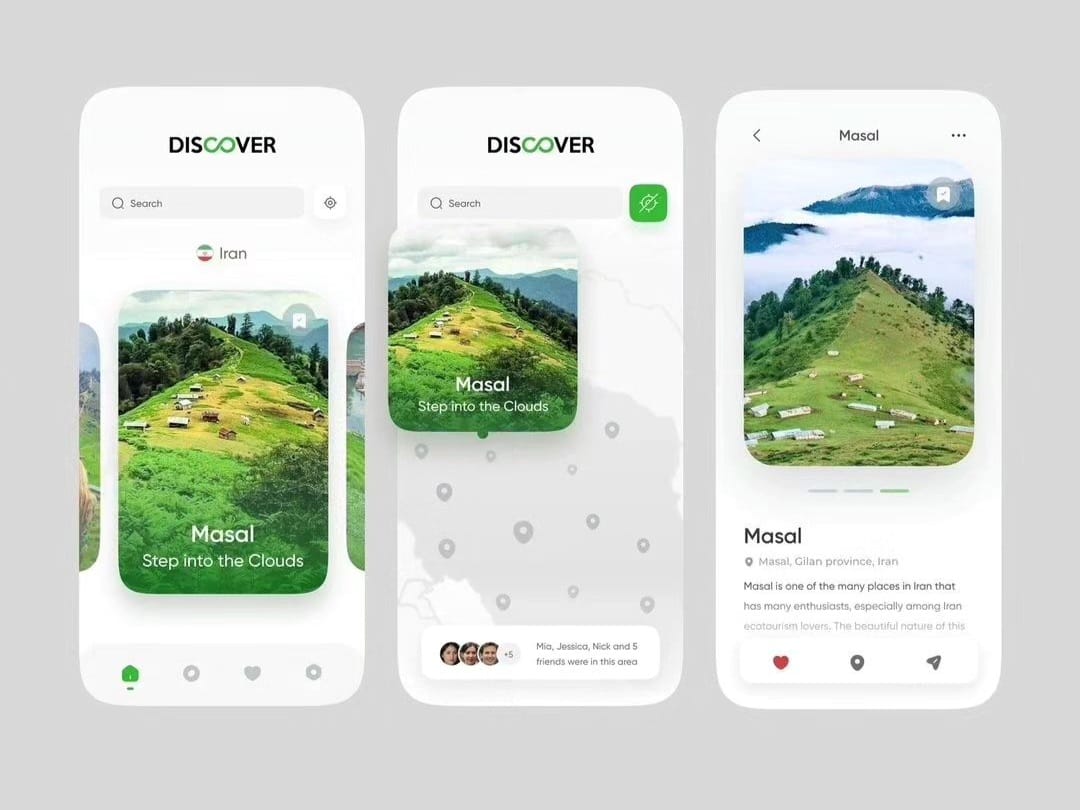 DISCOVER
Search
Iran
Masal
Step into the Clouds
DISCOVER
Search
Masal
Step into the Clouds
+5
Mia, Jessica, Nick and 5
friends were in this area
Masal
Masal
Masal, Gilan province, Iran
Masal is one of the many places in Iran that
has many enthusiasts, especially among Iran
ecotourism lovers. The beautiful nature of this